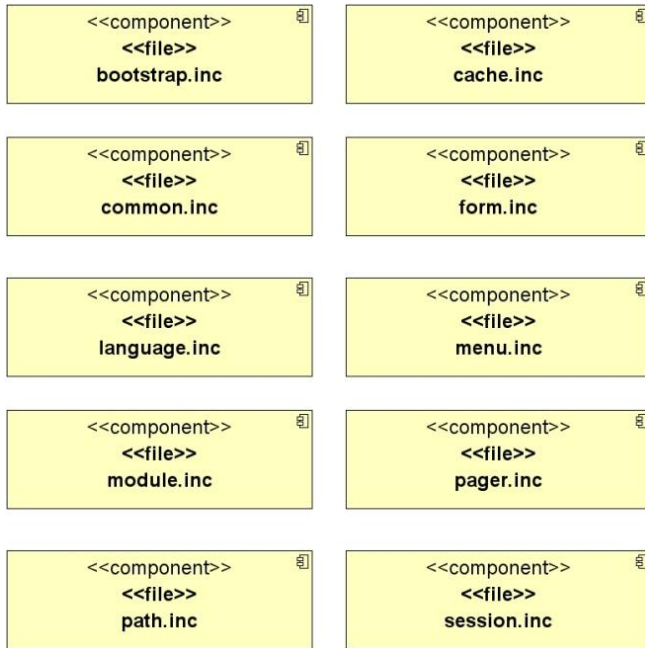 <<component>>
<<file>>
bootstrap.inc
<<component>>
<<file>>
cache.inc
<<component>>
<<file>>
common.inc
<<component>>
<<file>>
form.inc
<<component>>
<<file>>
language.inc
<<component>>
<<file>>
menu.inc
<<component>>
<<file>>
module.inc
<<component>>
<<file>>
pager.inc
<<component>>
<<file>>
path.inc
<<component>>
<<file>>
session.inc